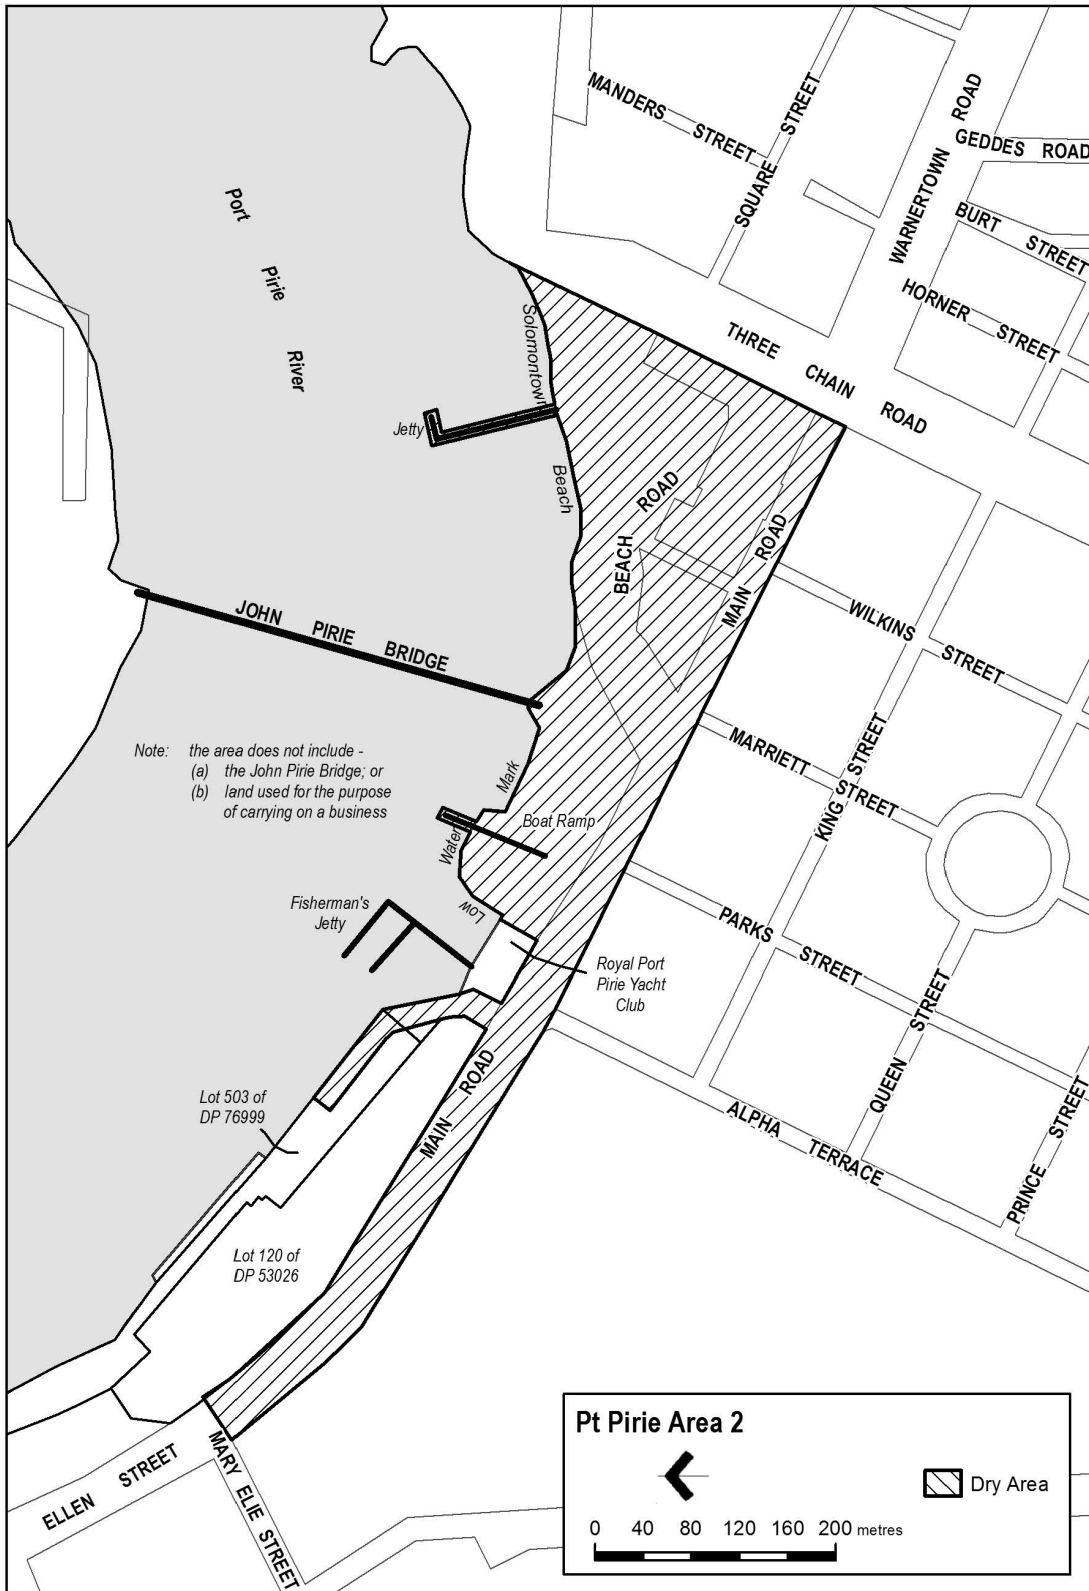 MANDERS STREET
SQUARE STREET
WARNERTOWN ROAD
GEDDES ROAD
BURT STREET
HORNER STREET
Port Pirie River
Solomontown Beach
THREE CHAIN ROAD
Jetty
BEACH ROAD
MAIN ROAD
WILKINS STREET
JOHN PIRIE BRIDGE
MARRIETT STREET
KING STREET
Note: the area does not include -
(a) the John Pirie Bridge; or
(b) land used for the purpose
of carrying on a business
Low Water Mark
Boat Ramp
Fisherman's
Jetty
PARKS STREET
Royal Port
Pirie Yacht
Club
QUEEN STREET
MAIN ROAD
Lot 503 of
DP 76999
ALPHA TERRACE
PRINCE STREET
Lot 120 of
DP 53026
ELLEN STREET
MARY ELIE STREET
Pt Pirie Area 2
Dry Area
0 40 80 120 160 200 metres